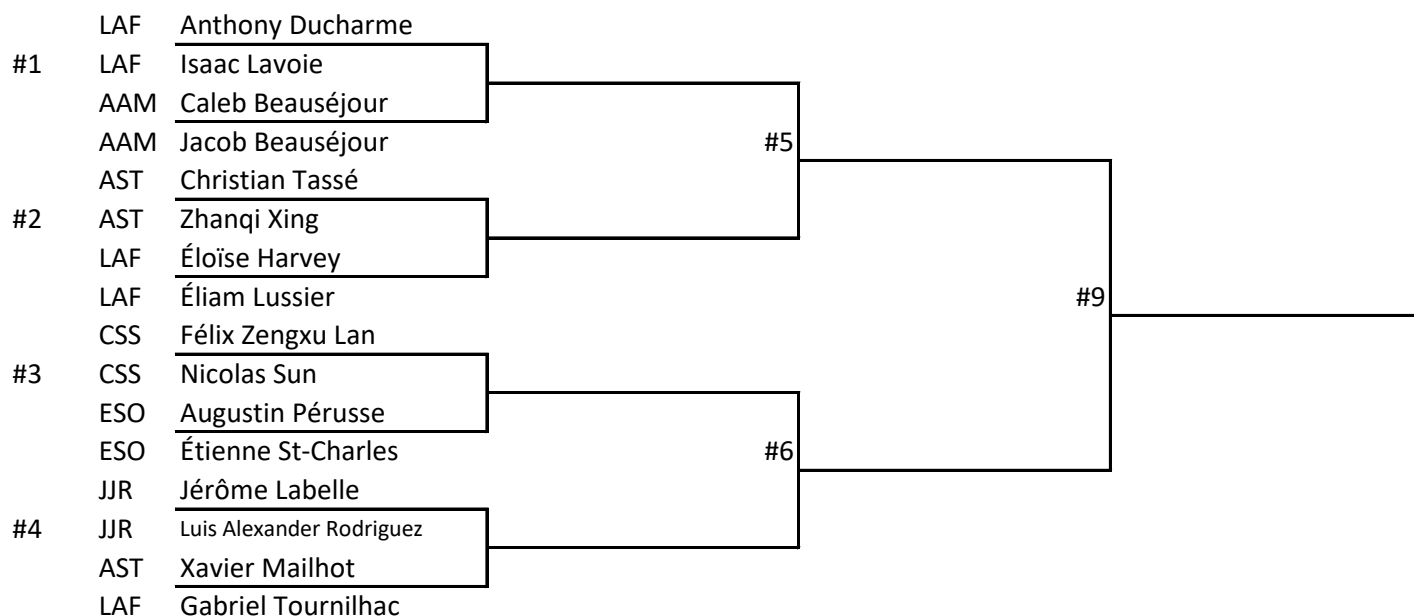 LAF Anthony Ducharme
#1 LAF Isaac Lavoie
AAM Caleb Beauséjour
AAM Jacob Beauséjour #5
AST Christian Tassé
#2 AST Zhanqi Xing
LAF Éloïse Harvey
LAF Éliam Lussier #9
CSS Félix Zengxu Lan
#3 CSS Nicolas Sun
ESO Augustin Pérusse
ESO Étienne St-Charles #6
JJR Jérôme Labelle
#4 JJR Luis Alexander Rodriguez
AST Xavier Mailhot
LAF Gabriel Tournilhac